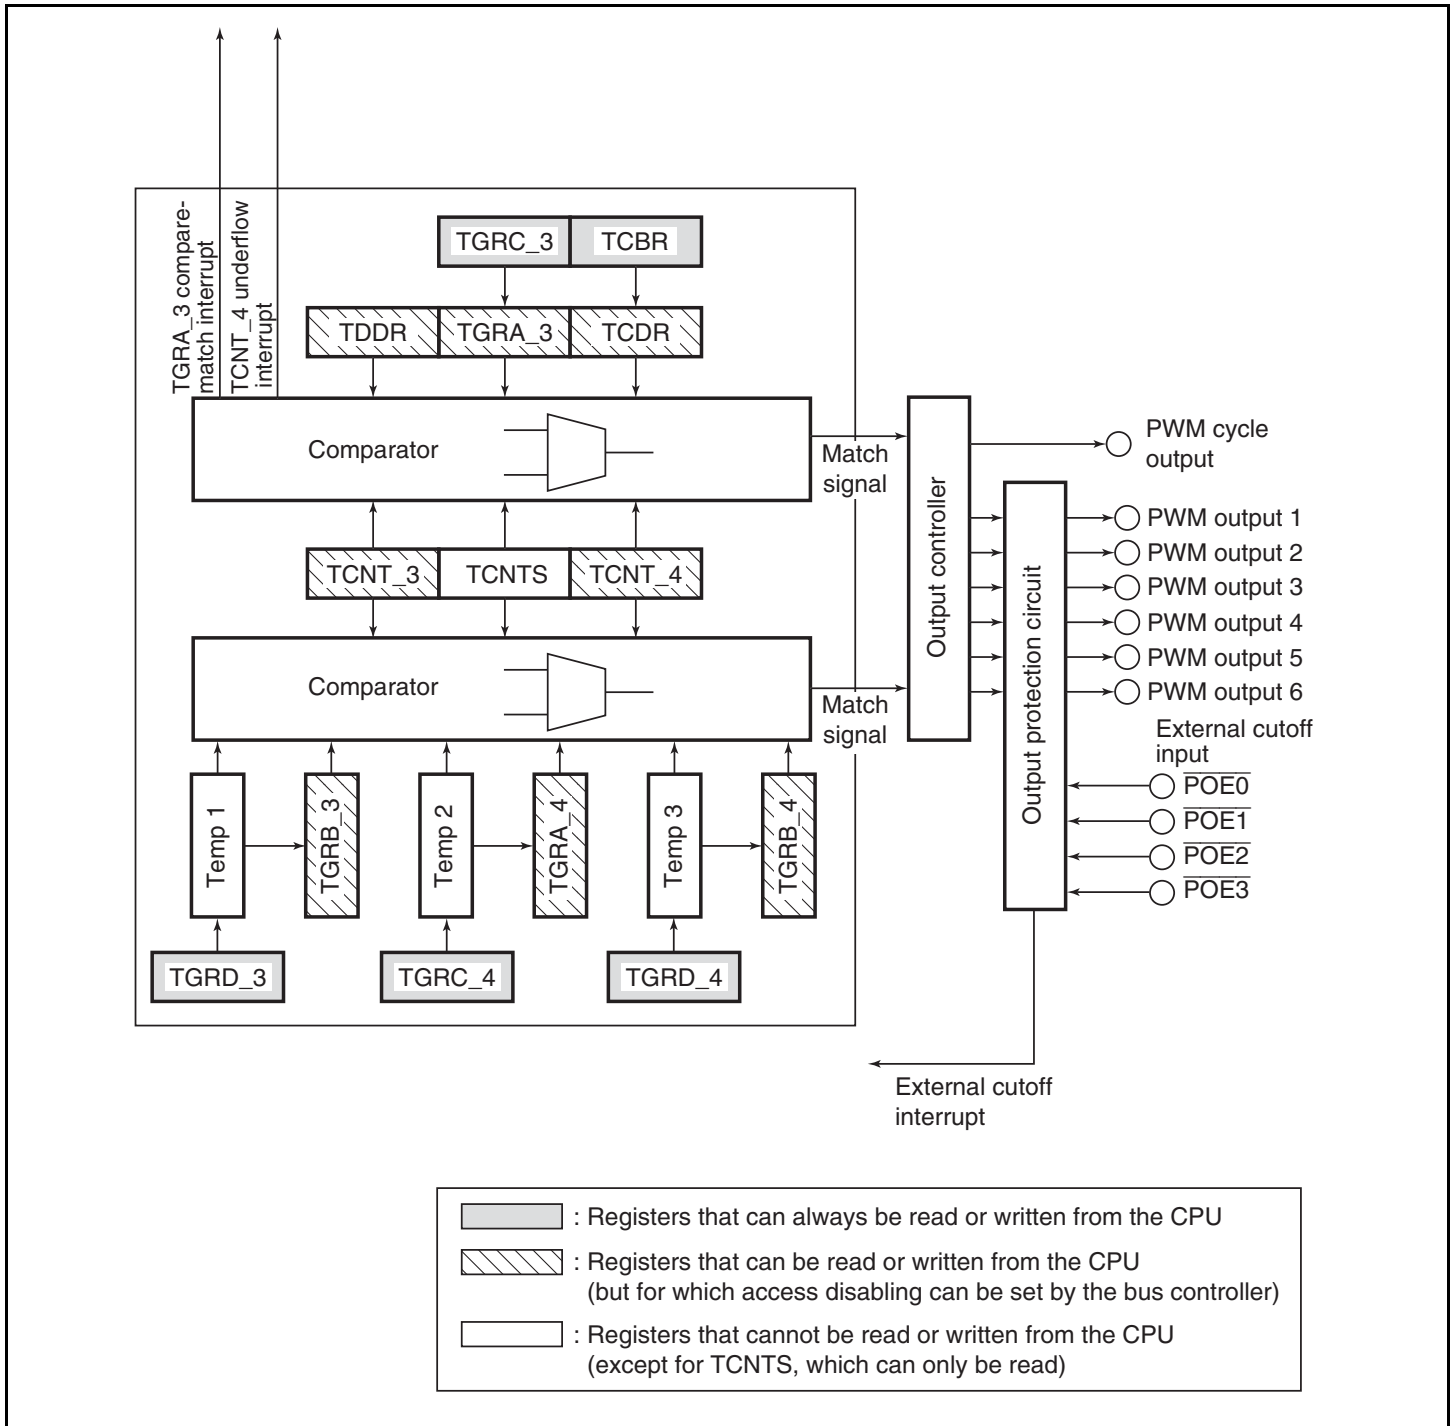 TGRA_3 compare-
match interrupt
TCNT_4 underflow
interrupt
TGRC_3
TCBR
TDDR
TGRA_3
TCDR
Comparator
Match
signal
TCNT_3
TCNTS
TCNT_4
Comparator
Match
signal
Temp 1
TGRB_3
Temp 2
TGRA_4
Temp 3
TGRB_4
TGRD_3
TGRC_4
TGRD_4
Output controller
Output protection circuit
PWM cycle
output
PWM output 1
PWM output 2
PWM output 3
PWM output 4
PWM output 5
PWM output 6
External cutoff
input
P̅O̅E̅0̅
P̅O̅E̅1̅
P̅O̅E̅2̅
P̅O̅E̅3̅
External cutoff
interrupt
: Registers that can always be read or written from the CPU
: Registers that can be read or written from the CPU
(but for which access disabling can be set by the bus controller)
: Registers that cannot be read or written from the CPU
(except for TCNTS, which can only be read)